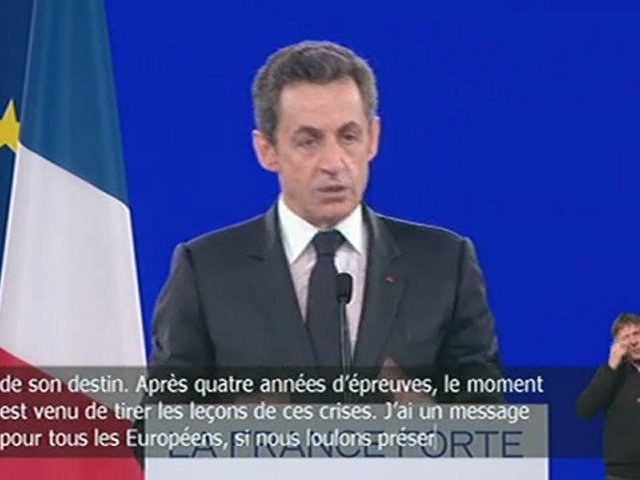 de son destin. Après quatre années d'épreuves, le moment
est venu de tirer les leçons de ces crises. J'ai un message
pour tous les Européens, si nous loulons préser
LA FRANCE FORTE